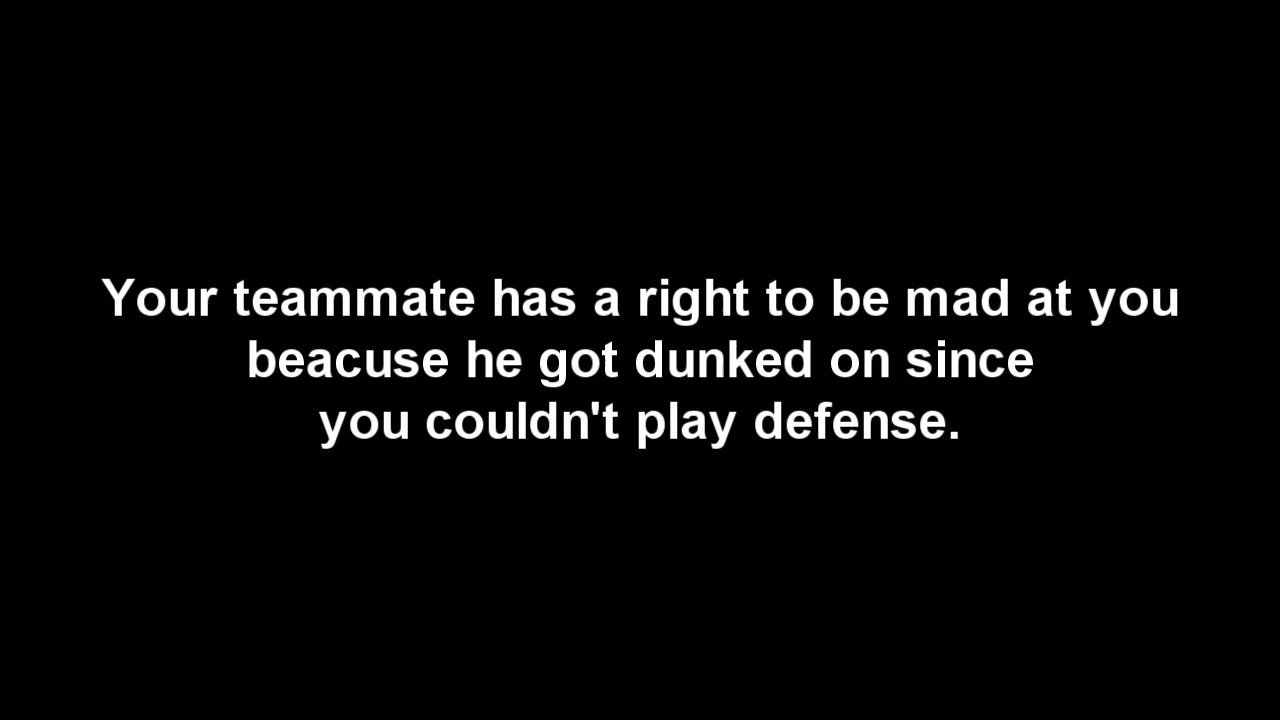 Your teammate has a right to be mad at you
beacuse he got dunked on since
you couldn't play defense.